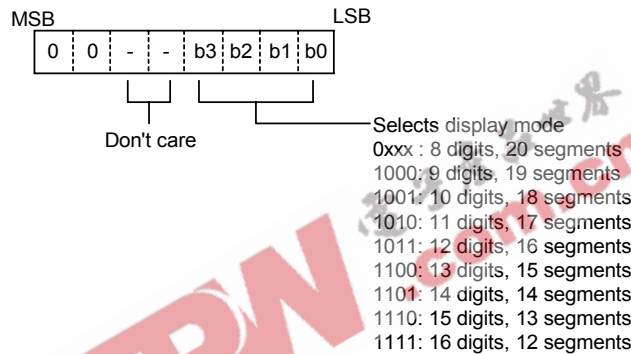 MSB LSB
0 0 - - b3 b2 b1 b0
Don't care
Selects display mode
0xxx : 8 digits, 20 segments
1000: 9 digits, 19 segments
1001: 10 digits, 18 segments
1010: 11 digits, 17 segments
1011: 12 digits, 16 segments
1100: 13 digits, 15 segments
1101: 14 digits, 14 segments
1110: 15 digits, 13 segments
1111: 16 digits, 12 segments
.com.cn